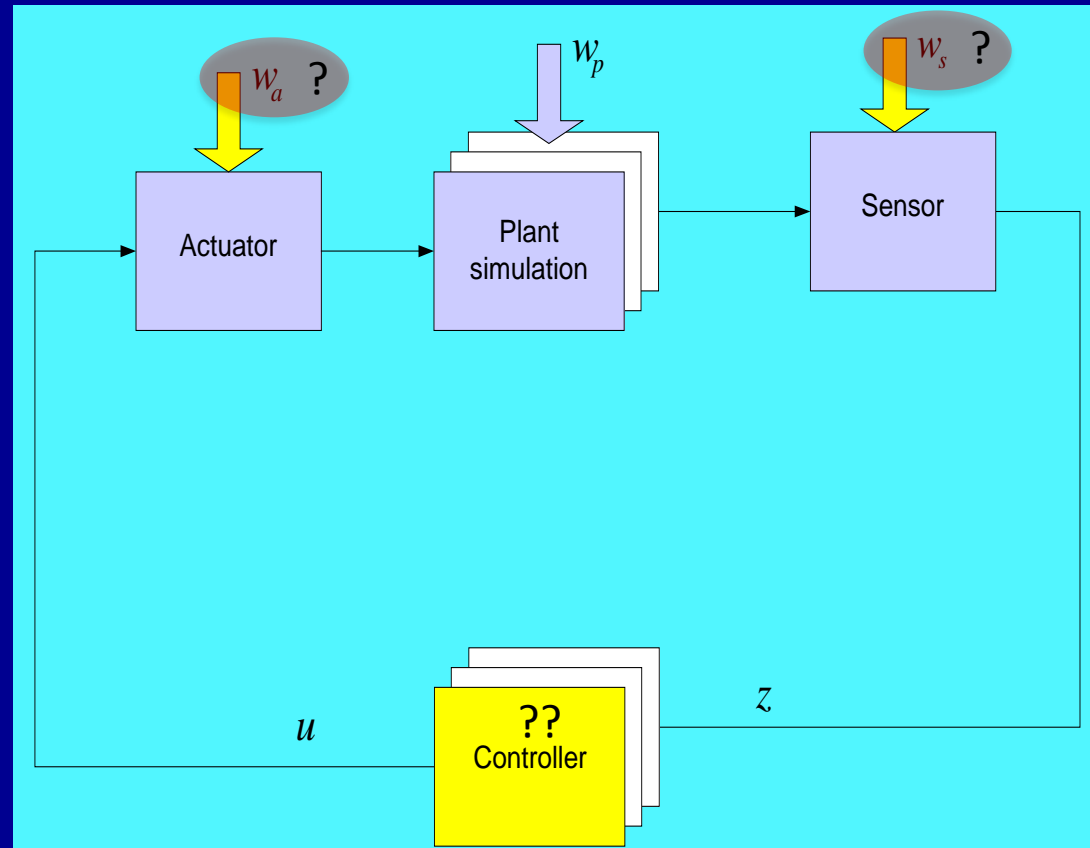 w_a ?
w_p
w_s ?
Actuator
Plant
simulation
Sensor
u
??
Controller
z